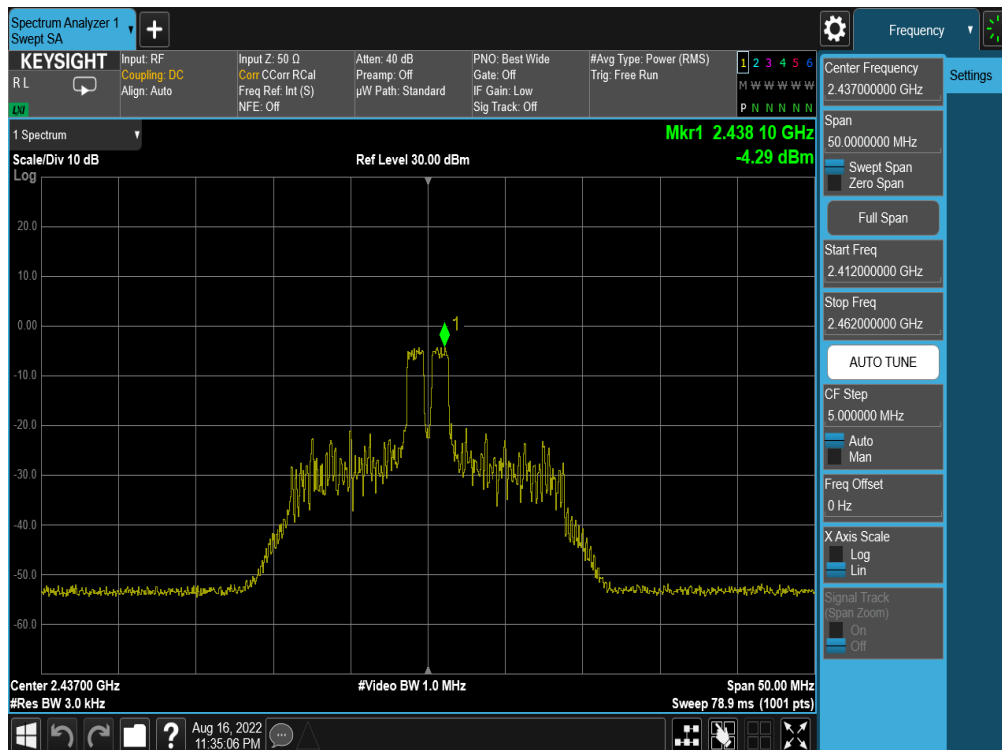 Spectrum Analyzer 1
Swept SA
Frequency
KEYSIGHT
R L
LXI
Input: RF
Coupling: DC
Align: Auto
Input Z: 50 Ω
Corr CCorr RCal
Freq Ref: Int (S)
NFE: Off
Atten: 40 dB
Preamp: Off
µW Path: Standard
PNO: Best Wide
Gate: Off
IF Gain: Low
Sig Track: Off
#Avg Type: Power (RMS)
Trig: Free Run
1 2 3 4 5 6
M W W W W W
P N N N N N
1 Spectrum
Mkr1 2.438 10 GHz
Scale/Div 10 dB
Ref Level 30.00 dBm
-4.29 dBm
Log
20.0
10.0
0.00
1
-10.0
-20.0
-30.0
-40.0
-50.0
-60.0
Center 2.43700 GHz
#Video BW 1.0 MHz
Span 50.00 MHz
#Res BW 3.0 kHz
Sweep 78.9 ms (1001 pts)
Aug 16, 2022
11:35:06 PM
?
Center Frequency
2.437000000 GHz
Settings
Span
50.0000000 MHz
Swept Span
Zero Span
Full Span
Start Freq
2.412000000 GHz
Stop Freq
2.462000000 GHz
AUTO TUNE
CF Step
5.000000 MHz
Auto
Man
Freq Offset
0 Hz
X Axis Scale
Log
Lin
Signal Track
(Span Zoom)
On
Off